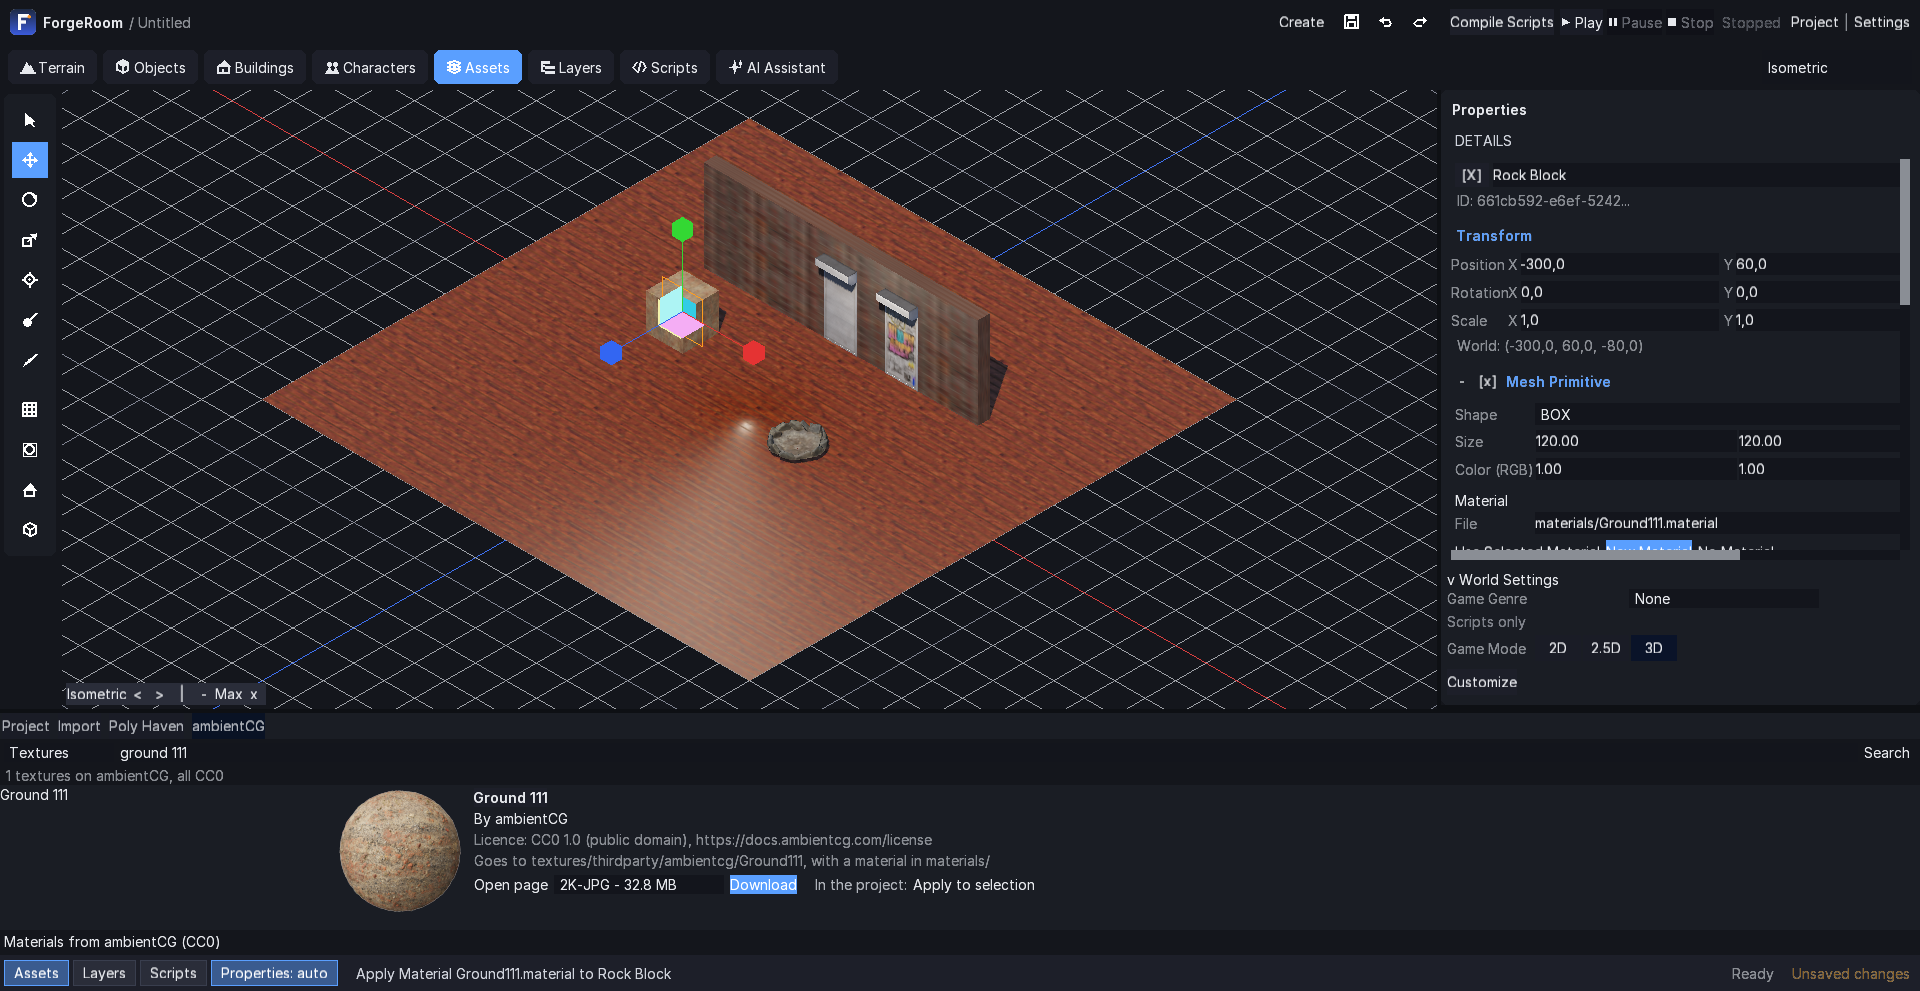 ForgeRoom / Untitled
Create
Compile Scripts Play Pause Stop Stopped Project | Settings
Terrain Objects Buildings Characters Assets Layers Scripts AI Assistant
Isometric
Properties
DETAILS
[X] Rock Block
ID: 661cb592-e6ef-5242...
Transform
Position X -300,0 Y 60,0
Rotation X 0,0 Y 0,0
Scale X 1,0 Y 1,0
World: (-300,0, 60,0, -80,0)
- [x] Mesh Primitive
Shape BOX
Size 120.00 120.00
Color (RGB) 1.00 1.00
Material
File materials/Ground111.material
Use Selected Material New Material No Material
v World Settings
Game Genre None
Scripts only
Game Mode 2D 2.5D 3D
Customize
Isometric < > | - Max x
Project Import Poly Haven ambientCG
Textures ground 111 Search
1 textures on ambientCG, all CC0
Ground 111
Ground 111
By ambientCG
Licence: CC0 1.0 (public domain), https://docs.ambientcg.com/license
Goes to textures/thirdparty/ambientcg/Ground111, with a material in materials/
Open page 2K-JPG - 32.8 MB Download In the project: Apply to selection
Materials from ambientCG (CC0)
Assets Layers Scripts Properties: auto Apply Material Ground111.material to Rock Block Ready Unsaved changes